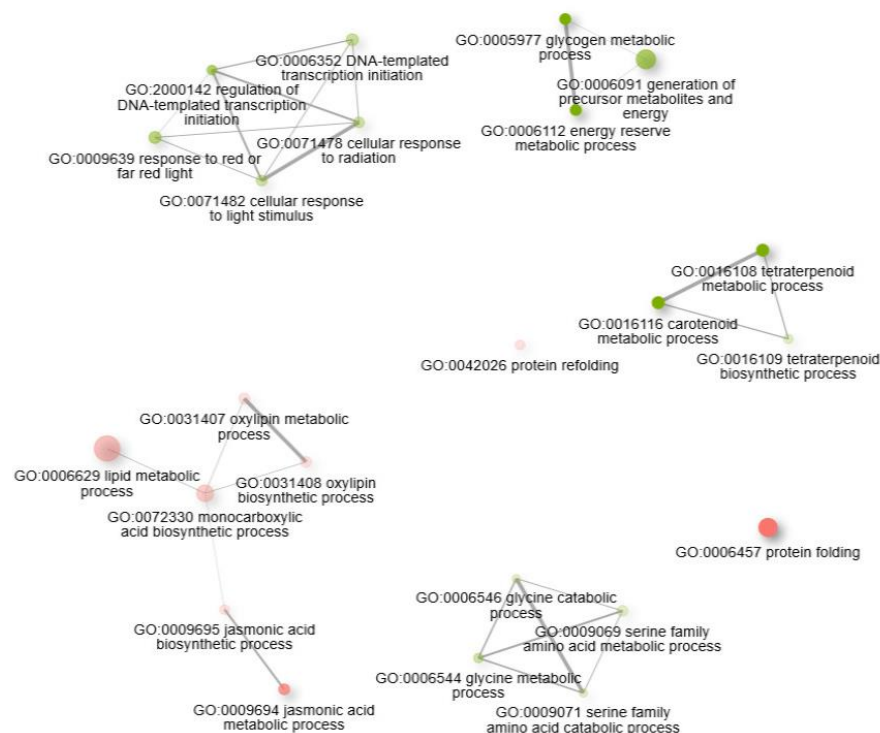 GO:0006352 DNA-templated
transcription initiation
GO:2000142 regulation of
DNA-templated transcription
initiation
GO:0071478 cellular response
to radiation
GO:0009639 response to red or
far red light
GO:0071482 cellular response
to light stimulus
GO:0005977 glycogen metabolic
process
GO:0006091 generation of
precursor metabolites and
energy
GO:0006112 energy reserve
metabolic process
GO:0016108 tetraterpenoid
metabolic process
GO:0016116 carotenoid
metabolic process
GO:0016109 tetraterpenoid
biosynthetic process
GO:0042026 protein refolding
GO:0031407 oxylipin metabolic
process
GO:0006629 lipid metabolic
process
GO:0031408 oxylipin
biosynthetic process
GO:0072330 monocarboxylic
acid biosynthetic process
GO:0006457 protein folding
GO:0009695 jasmonic acid
biosynthetic process
GO:0009694 jasmonic acid
metabolic process
GO:0006546 glycine catabolic
process
GO:0009069 serine family
amino acid metabolic process
GO:0006544 glycine metabolic
process
GO:0009071 serine family
amino acid catabolic process